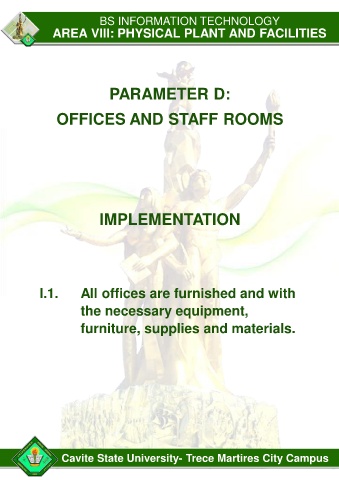 BS INFORMATION TECHNOLOGY
AREA VIII: PHYSICAL PLANT AND FACILITIES
PARAMETER D:
OFFICES AND STAFF ROOMS
IMPLEMENTATION
I.1. All offices are furnished and with
the necessary equipment,
furniture, supplies and materials.
Cavite State University- Trece Martires City Campus